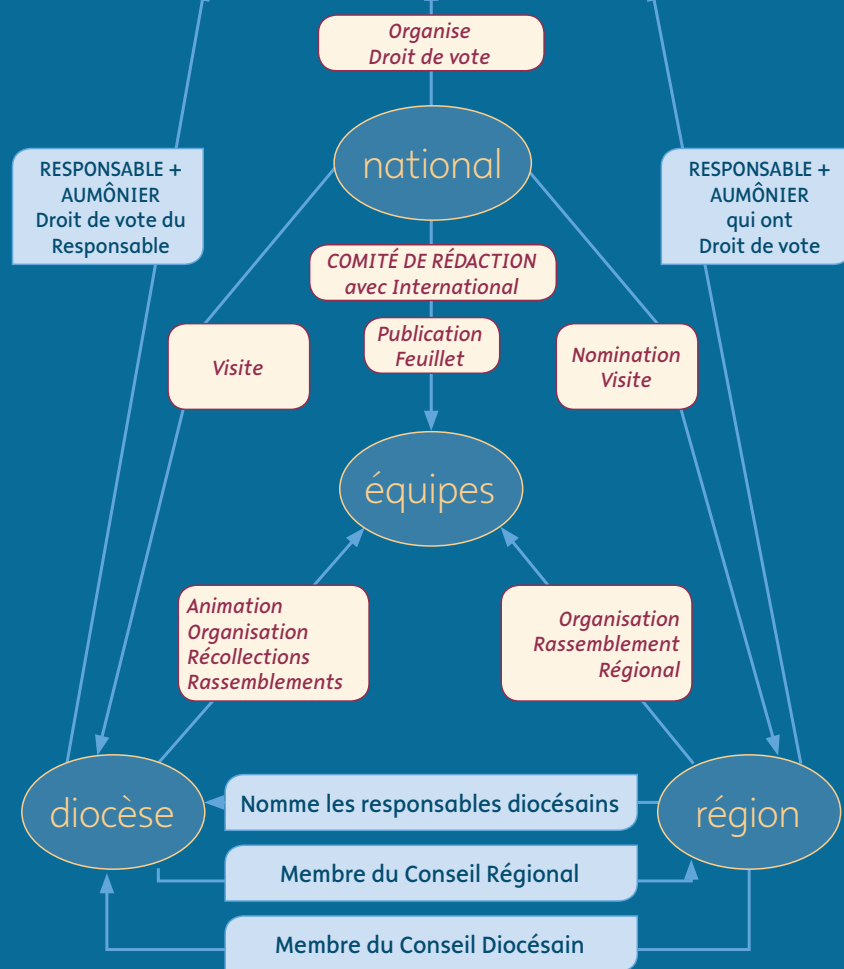 Organise
Droit de vote
national
RESPONSABLE +
AUMÔNIER
Droit de vote du
Responsable
RESPONSABLE +
AUMÔNIER
qui ont
Droit de vote
COMITÉ DE RÉDACTION
avec International
Publication
Feuillet
Visite
Nomination
Visite
équipes
Animation
Organisation
Récollections
Rassemblements
Organisation
Rassemblement
Régional
diocèse
Nomme les responsables diocésains
région
Membre du Conseil Régional
Membre du Conseil Diocésain